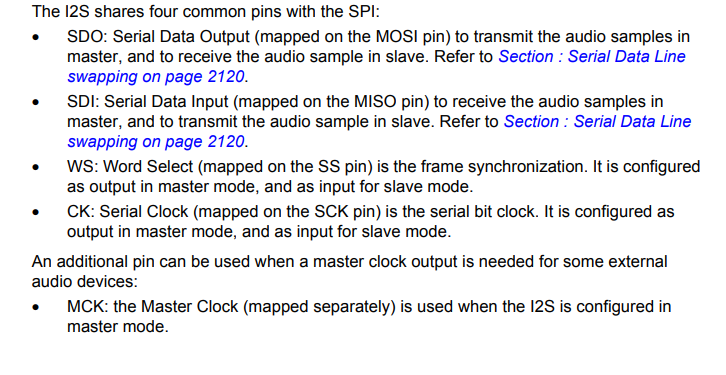 The I2S shares four common pins with the SPI:
• SDO: Serial Data Output (mapped on the MOSI pin) to transmit the audio samples in
master, and to receive the audio sample in slave. Refer to Section : Serial Data Line
swapping on page 2120.
• SDI: Serial Data Input (mapped on the MISO pin) to receive the audio samples in
master, and to transmit the audio sample in slave. Refer to Section : Serial Data Line
swapping on page 2120.
• WS: Word Select (mapped on the SS pin) is the frame synchronization. It is configured
as output in master mode, and as input for slave mode.
• CK: Serial Clock (mapped on the SCK pin) is the serial bit clock. It is configured as
output in master mode, and as input for slave mode.
An additional pin can be used when a master clock output is needed for some external
audio devices:
• MCK: the Master Clock (mapped separately) is used when the I2S is configured in
master mode.